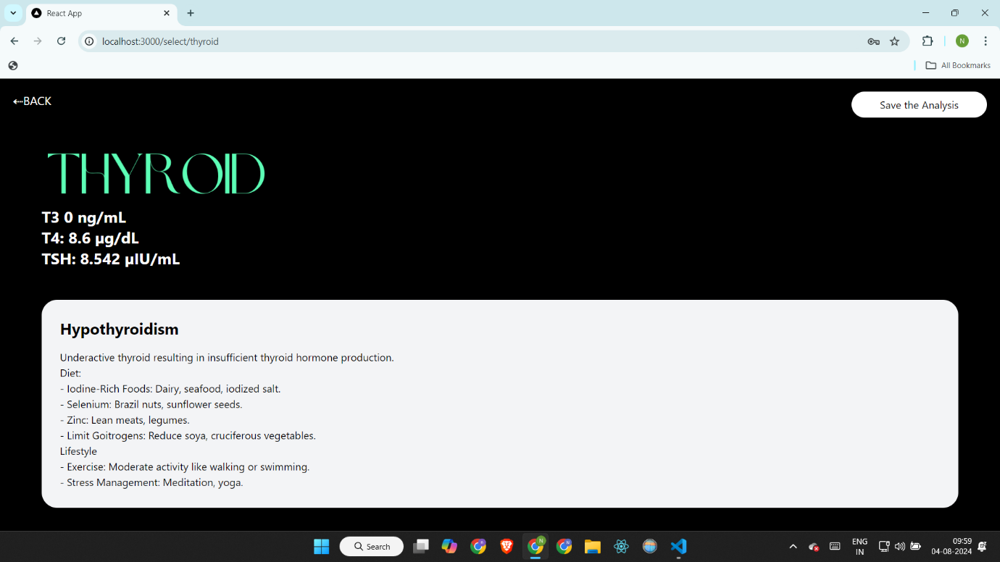 React App
localhost:3000/select/thyroid
N
All Bookmarks
⇠BACK
Save the Analysis
THYROID
T3 0 ng/mL
T4: 8.6 µg/dL
TSH: 8.542 µIU/mL
Hypothyroidism
Underactive thyroid resulting in insufficient thyroid hormone production.
Diet:
- Iodine-Rich Foods: Dairy, seafood, iodized salt.
- Selenium: Brazil nuts, sunflower seeds.
- Zinc: Lean meats, legumes.
- Limit Goitrogens: Reduce soya, cruciferous vegetables.
Lifestyle
- Exercise: Moderate activity like walking or swimming.
- Stress Management: Meditation, yoga.
Search
ENG
IN
09:59
04-08-2024